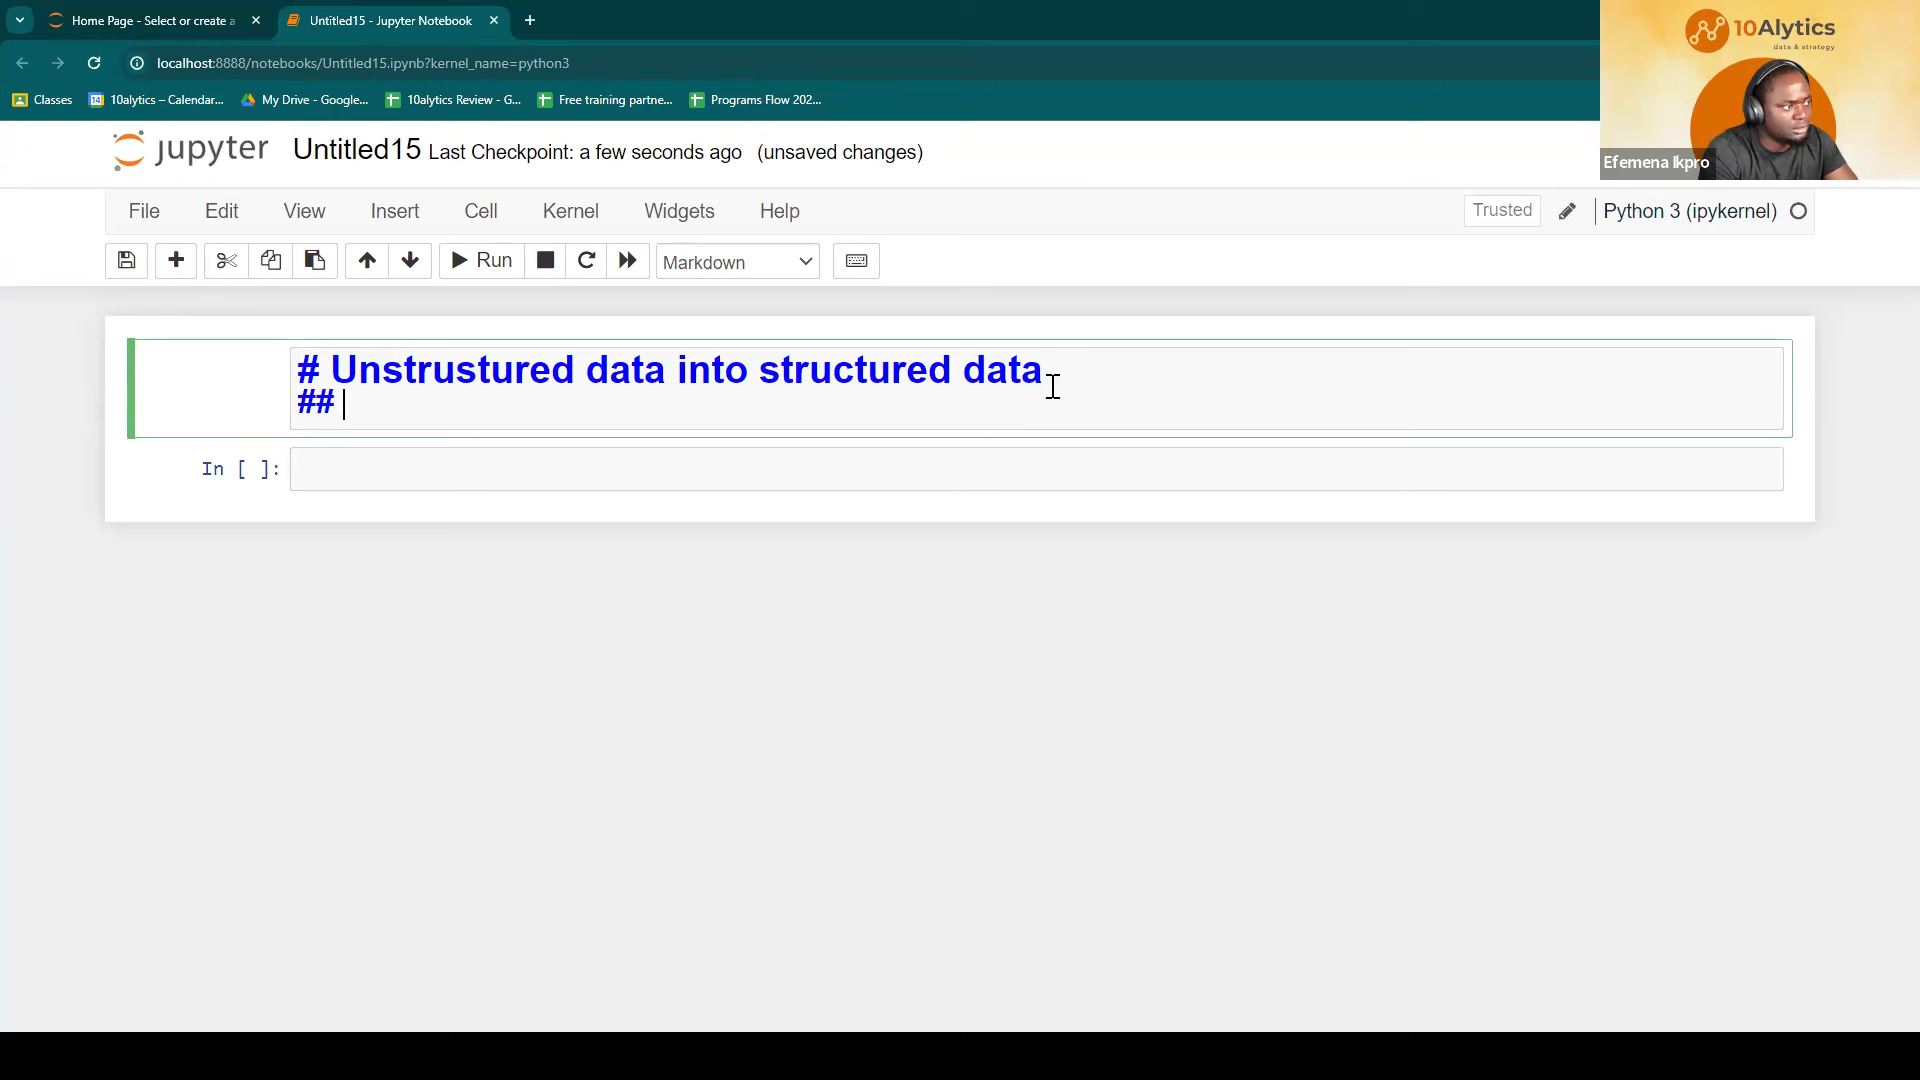 Home Page - Select or create a
Untitled15 - Jupyter Notebook
localhost:8888/notebooks/Untitled15.ipynb?kernel_name=python3
Classes
14
10alytics – Calendar...
My Drive - Google...
10alytics Review - G...
Free training partne...
Programs Flow 202...
10Alytics
data & strategy
Efemena Ikpro
jupyter
Untitled15 Last Checkpoint: a few seconds ago (unsaved changes)
File Edit View Insert Cell Kernel Widgets Help
Trusted
Python 3 (ipykernel)
Run
Markdown
# Unstrustured data into structured data
##
In [ ]: